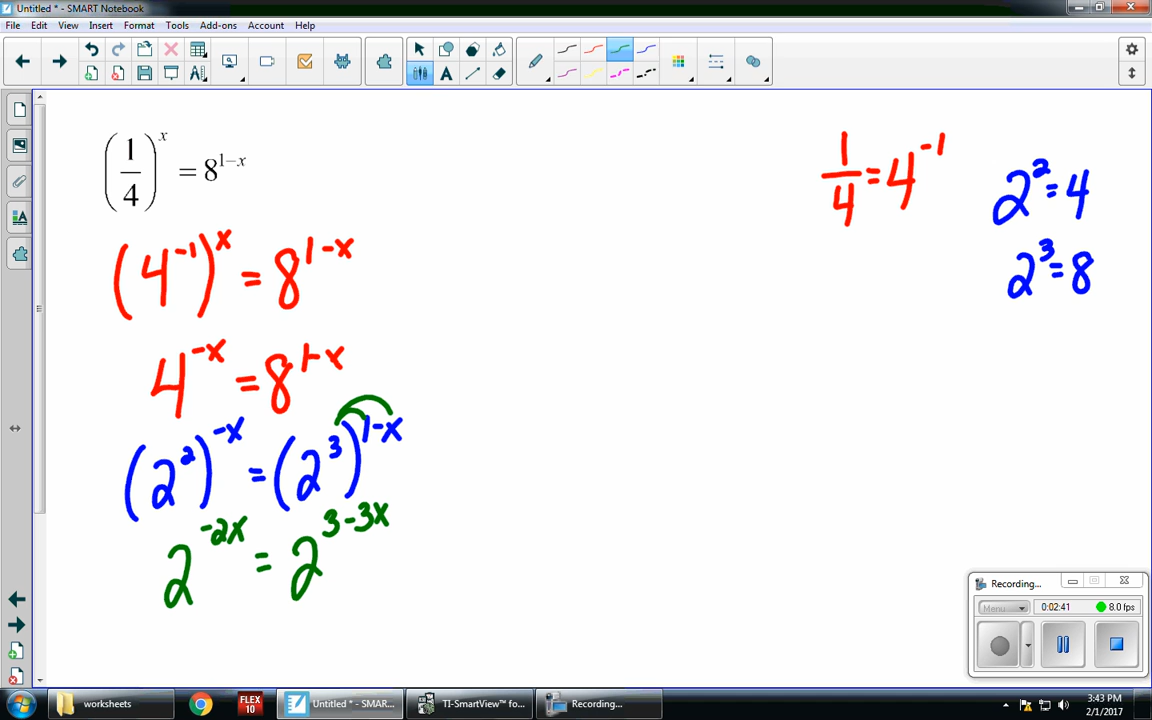 Untitled * - SMART Notebook
File Edit View Insert Format Tools Add-ons Account Help
(1/4)^x = 8^(1-x)
(4^-1)^x = 8^(1-x)
4^-x = 8^(1-x)
(2^2)^-x = (2^3)^(1-x)
2^-2x = 2^(3-3x)
1/4 = 4^-1
2^2 = 4
2^3 = 8
Recording...
Menu 0:02:41 8.0 fps
worksheets
FLEX 10
Untitled * - SMAR...
TI-SmartView™ fo...
Recording...
3:43 PM
2/1/2017